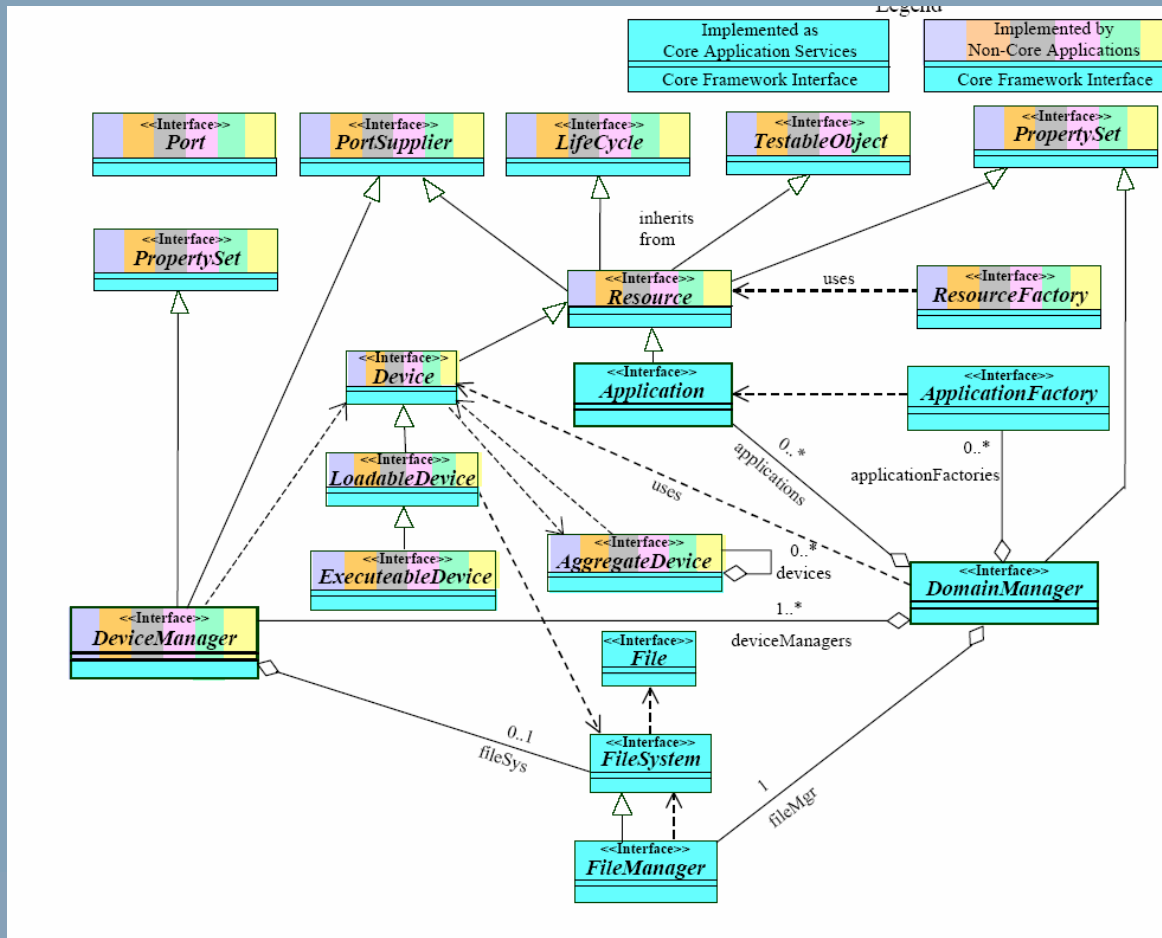 Legend
Implemented as
Core Application Services
Core Framework Interface
Implemented by
Non-Core Applications
Core Framework Interface
<<Interface>>
Port
<<Interface>>
PortSupplier
<<Interface>>
LifeCycle
<<Interface>>
TestableObject
<<Interface>>
PropertySet
inherits
from
<<Interface>>
PropertySet
<<Interface>>
Resource
uses
<<Interface>>
ResourceFactory
<<Interface>>
Device
<<Interface>>
Application
<<Interface>>
ApplicationFactory
0..*
applications
0..*
applicationFactories
<<Interface>>
LoadableDevice
uses
<<Interface>>
ExecuteableDevice
<<Interface>>
AggregateDevice
0..*
devices
<<Interface>>
DomainManager
<<Interface>>
DeviceManager
1..*
deviceManagers
<<Interface>>
File
0..1
fileSys
<<Interface>>
FileSystem
1
fileMgr
<<Interface>>
FileManager